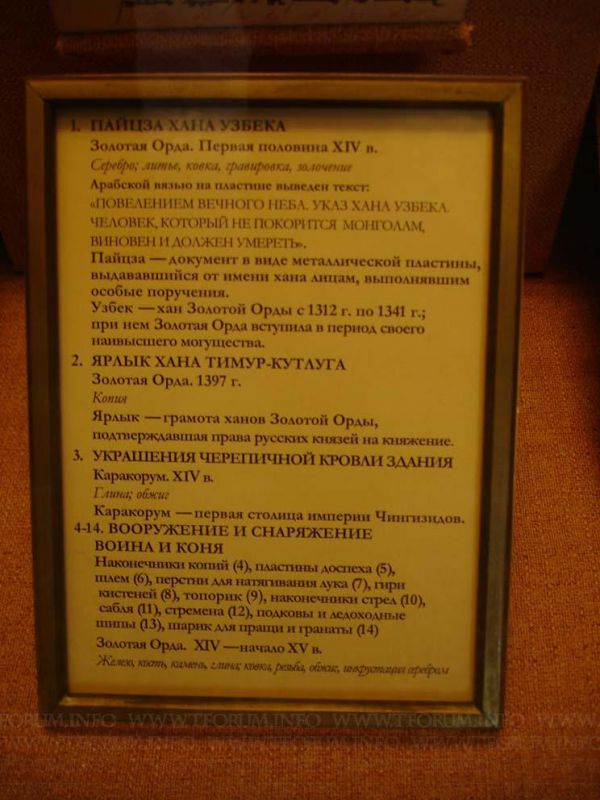 1. ПАЙЦЗА ХАНА УЗБЕКА
Золотая Орда. Первая половина XIV в.
Серебро; литье, ковка, гравировка, золочение
Арабской вязью на пластине выведен текст:
«ПОВЕЛЕНИЕМ ВЕЧНОГО НЕБА. УКАЗ ХАНА УЗБЕКА.
ЧЕЛОВЕК, КОТОРЫЙ НЕ ПОКОРИТСЯ МОНГОЛАМ,
ВИНОВЕН И ДОЛЖЕН УМЕРЕТЬ».
Пайцза — документ в виде металлической пластины,
выдававшийся от имени хана лицам, выполнявшим
особые поручения.
Узбек — хан Золотой Орды с 1312 г. по 1341 г.;
при нем Золотая Орда вступила в период своего
наивысшего могущества.
2. ЯРЛЫК ХАНА ТИМУР-КУТЛУГА
Золотая Орда. 1397 г.
Копия
Ярлык — грамота ханов Золотой Орды,
подтверждавшая права русских князей на княжение.
3. УКРАШЕНИЯ ЧЕРЕПИЧНОЙ КРОВЛИ ЗДАНИЯ
Каракорум. XIV в.
Глина; обжиг
Каракорум — первая столица империи Чингизидов.
4-14. ВООРУЖЕНИЕ И СНАРЯЖЕНИЕ
ВОИНА И КОНЯ
Наконечники копий (4), пластины доспеха (5),
шлем (6), перстни для натягивания лука (7), гири
кистеней (8), топорик (9), наконечники стрел (10),
сабля (11), стремена (12), подковы и ледоходные
шипы (13), шарик для пращи и гранаты (14)
Золотая Орда. XIV — начало XV в.
Железо, кость, камень, глина; ковка, резьба, обжиг, инкрустация серебром
WWW.TFORUM.INFO WWW.TFORUM.INFO WWW.TFORUM.INFO